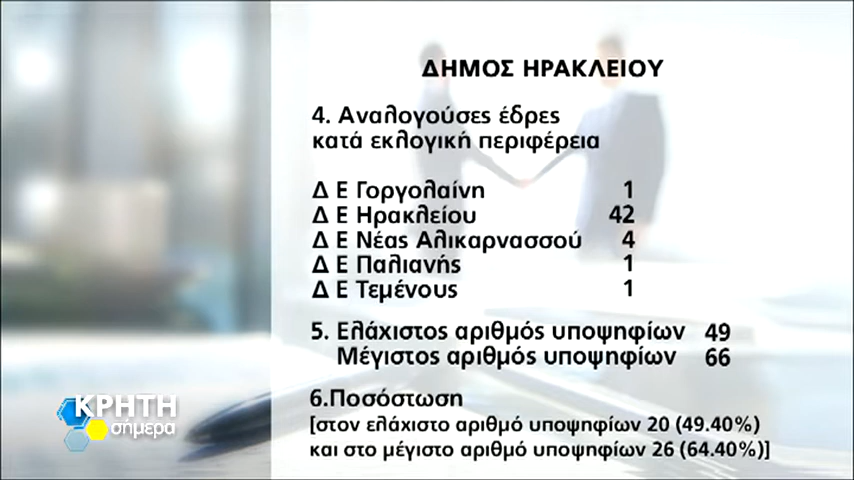 ΔΗΜΟΣ ΗΡΑΚΛΕΙΟΥ
4. Αναλογούσες έδρες
κατά εκλογική περιφέρεια
Δ Ε Γοργολαίνη 1
Δ Ε Ηρακλείου 42
Δ Ε Νέας Αλικαρνασσού 4
Δ Ε Παλιανής 1
Δ Ε Τεμένους 1
5. Ελάχιστος αριθμός υποψηφίων 49
Μέγιστος αριθμός υποψηφίων 66
6.Ποσόστωση
[στον ελάχιστο αριθμό υποψηφίων 20 (49.40%)
και στο μέγιστο αριθμό υποψηφίων 26 (64.40%)]
ΚΡΗΤΗ
σήμερα